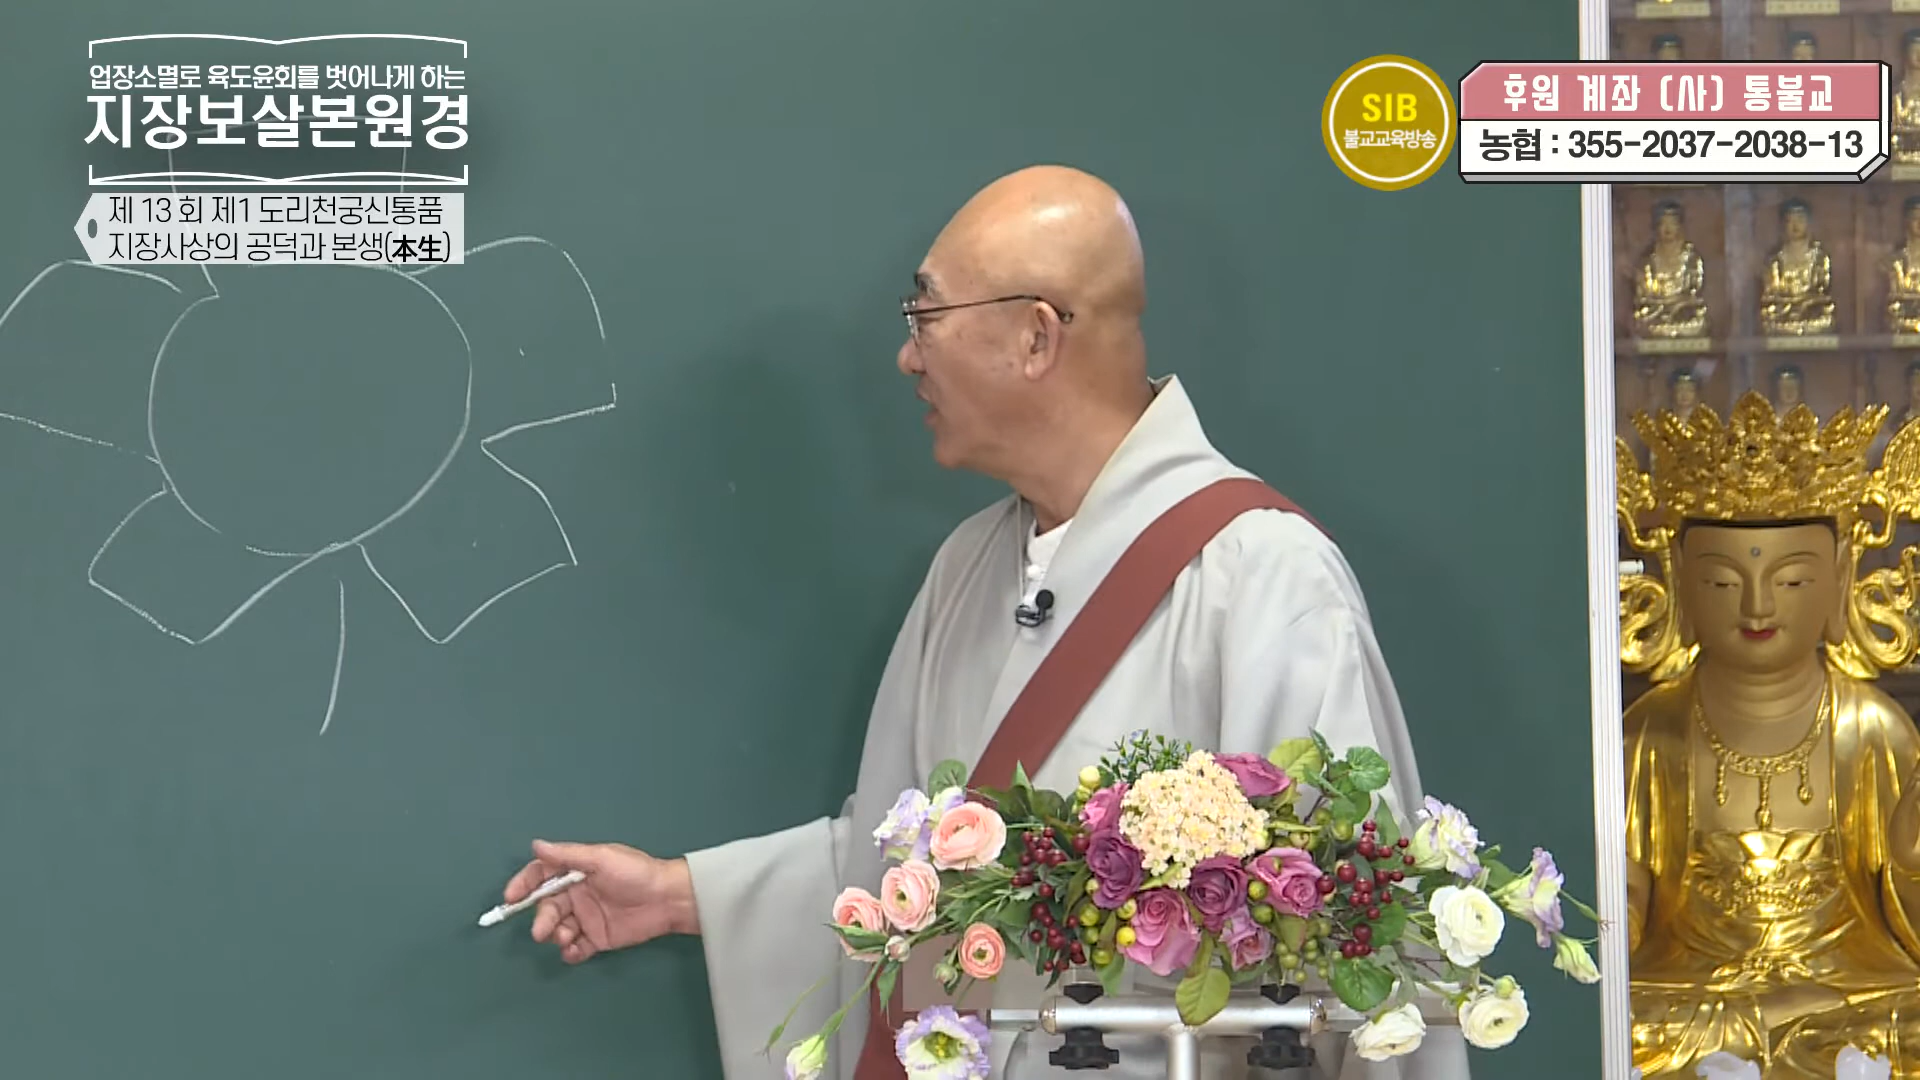 업장소멸로 육도윤회를 벗어나게 하는
지장보살본원경
제 13 회 제1 도리천궁신통품
지장사상의 공덕과 본생(本生)
SIB
불교교육방송
후원 계좌 (사) 통불교
농협 : 355-2037-2038-13